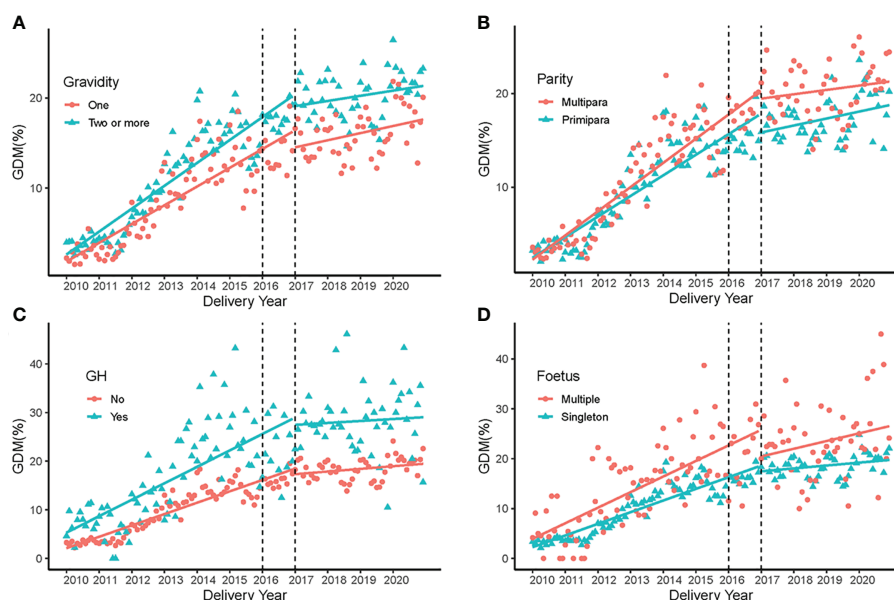 A
Gravidity
One
Two or more
GDM(%)
20
10
2010 2011 2012 2013 2014 2015 2016 2017 2018 2019 2020
Delivery Year
B
Parity
Multipara
Primipara
GDM(%)
20
10
2010 2011 2012 2013 2014 2015 2016 2017 2018 2019 2020
Delivery Year
C
GH
No
Yes
GDM(%)
40
30
20
10
0
2010 2011 2012 2013 2014 2015 2016 2017 2018 2019 2020
Delivery Year
D
Foetus
Multiple
Singleton
GDM(%)
40
30
20
10
0
2010 2011 2012 2013 2014 2015 2016 2017 2018 2019 2020
Delivery Year